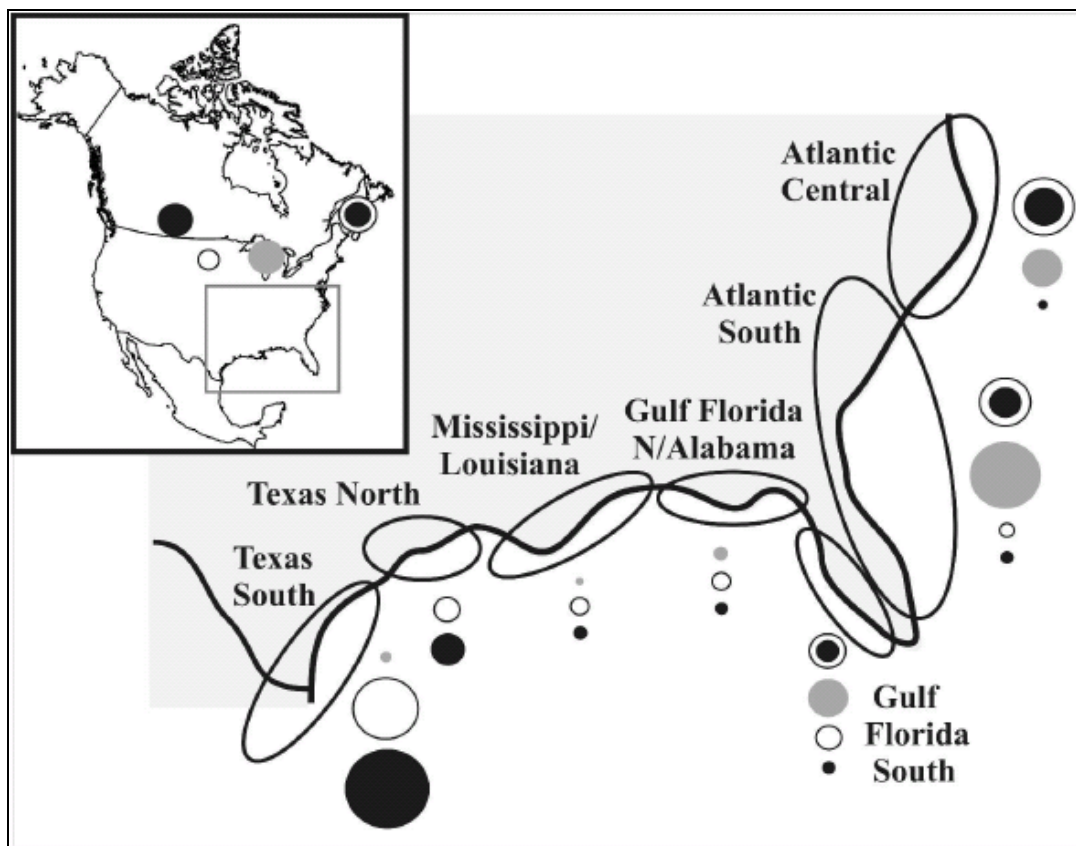 Atlantic
Central
Atlantic
South
Gulf Florida
N/Alabama
Mississippi/
Louisiana
Texas North
Texas
South
Gulf
Florida
South